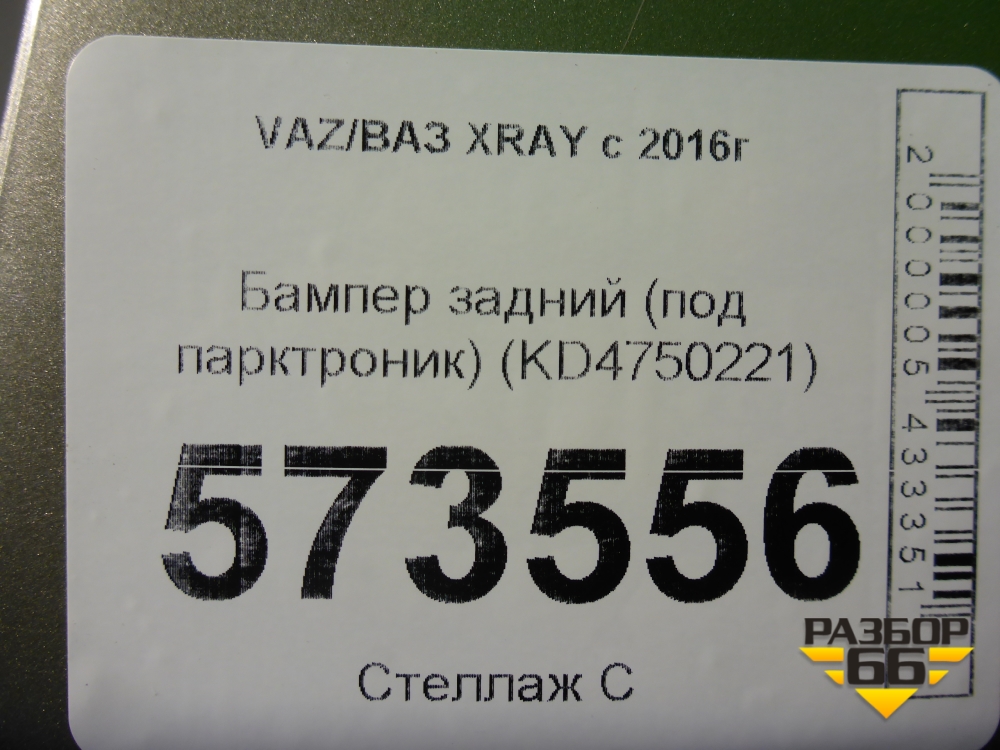 VAZ/ВАЗ XRAY с 2016г
Бампер задний (под
парктроник) (KD4750221)
573556
Стеллаж С
2000005433351
РАЗБОР
66